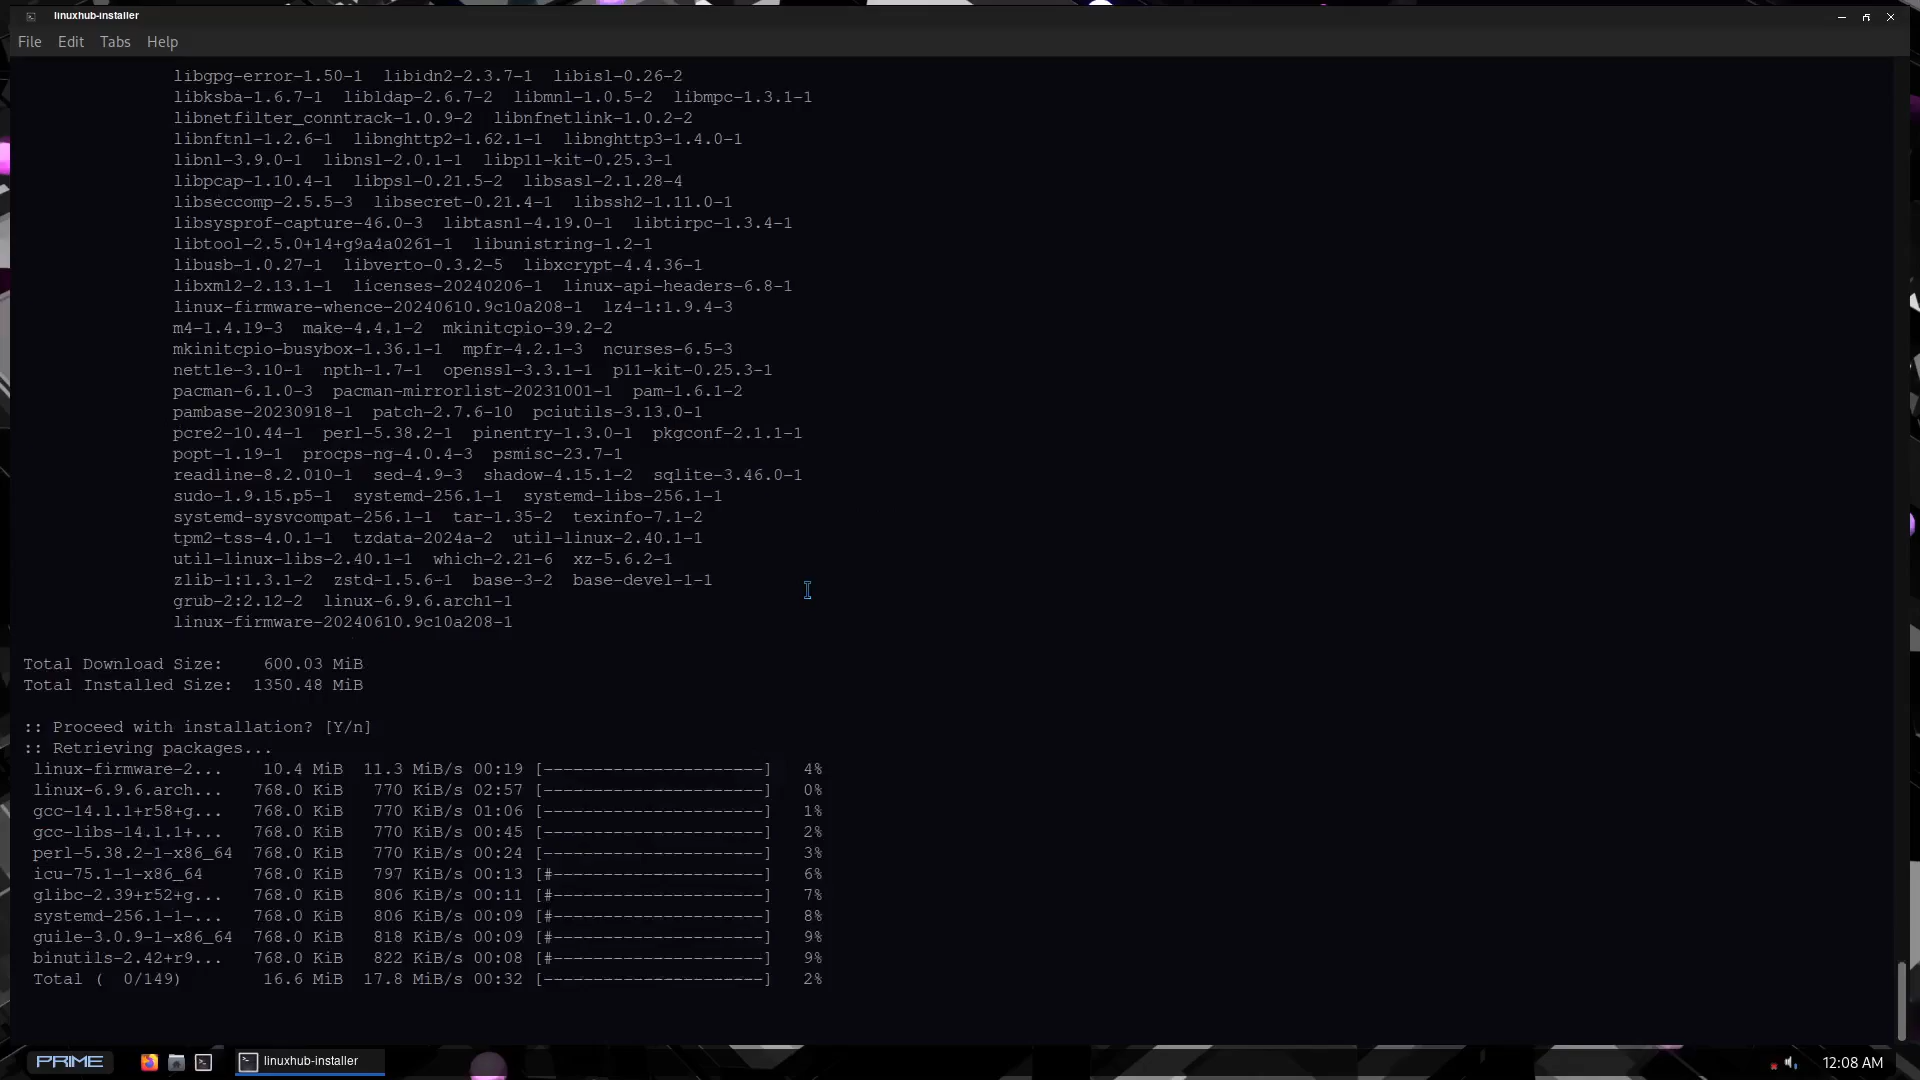 linuxhub-installer
File Edit Tabs Help
libgpg-error-1.50-1 libidn2-2.3.7-1 libisl-0.26-2
libksba-1.6.7-1 libldap-2.6.7-2 libmnl-1.0.5-2 libmpc-1.3.1-1
libnetfilter_conntrack-1.0.9-2 libnfnetlink-1.0.2-2
libnftnl-1.2.6-1 libnghttp2-1.62.1-1 libnghttp3-1.4.0-1
libnl-3.9.0-1 libnsl-2.0.1-1 libp11-kit-0.25.3-1
libpcap-1.10.4-1 libpsl-0.21.5-2 libsasl-2.1.28-4
libseccomp-2.5.5-3 libsecret-0.21.4-1 libssh2-1.11.0-1
libsysprof-capture-46.0-3 libtasn1-4.19.0-1 libtirpc-1.3.4-1
libtool-2.5.0+14+g9a4a0261-1 libunistring-1.2-1
libusb-1.0.27-1 libverto-0.3.2-5 libxcrypt-4.4.36-1
libxml2-2.13.1-1 licenses-20240206-1 linux-api-headers-6.8-1
linux-firmware-whence-20240610.9c10a208-1 lz4-1:1.9.4-3
m4-1.4.19-3 make-4.4.1-2 mkinitcpio-39.2-2
mkinitcpio-busybox-1.36.1-1 mpfr-4.2.1-3 ncurses-6.5-3
nettle-3.10-1 npth-1.7-1 openssl-3.3.1-1 p11-kit-0.25.3-1
pacman-6.1.0-3 pacman-mirrorlist-20231001-1 pam-1.6.1-2
pambase-20230918-1 patch-2.7.6-10 pciutils-3.13.0-1
pcre2-10.44-1 perl-5.38.2-1 pinentry-1.3.0-1 pkgconf-2.1.1-1
popt-1.19-1 procps-ng-4.0.4-3 psmisc-23.7-1
readline-8.2.010-1 sed-4.9-3 shadow-4.15.1-2 sqlite-3.46.0-1
sudo-1.9.15.p5-1 systemd-256.1-1 systemd-libs-256.1-1
systemd-sysvcompat-256.1-1 tar-1.35-2 texinfo-7.1-2
tpm2-tss-4.0.1-1 tzdata-2024a-2 util-linux-2.40.1-1
util-linux-libs-2.40.1-1 which-2.21-6 xz-5.6.2-1
zlib-1:1.3.1-2 zstd-1.5.6-1 base-3-2 base-devel-1-1
grub-2:2.12-2 linux-6.9.6.arch1-1
linux-firmware-20240610.9c10a208-1
Total Download Size: 600.03 MiB
Total Installed Size: 1350.48 MiB
:: Proceed with installation? [Y/n]
:: Retrieving packages...
linux-firmware-2... 10.4 MiB 11.3 MiB/s 00:19 [----------------------] 4%
linux-6.9.6.arch... 768.0 KiB 770 KiB/s 02:57 [----------------------] 0%
gcc-14.1.1+r58+g... 768.0 KiB 770 KiB/s 01:06 [----------------------] 1%
gcc-libs-14.1.1+... 768.0 KiB 770 KiB/s 00:45 [----------------------] 2%
perl-5.38.2-1-x86_64 768.0 KiB 770 KiB/s 00:24 [----------------------] 3%
icu-75.1-1-x86_64 768.0 KiB 797 KiB/s 00:13 [#---------------------] 6%
glibc-2.39+r52+g... 768.0 KiB 806 KiB/s 00:11 [#---------------------] 7%
systemd-256.1-1-... 768.0 KiB 806 KiB/s 00:09 [#---------------------] 8%
guile-3.0.9-1-x86_64 768.0 KiB 818 KiB/s 00:09 [#---------------------] 9%
binutils-2.42+r9... 768.0 KiB 822 KiB/s 00:08 [#---------------------] 9%
Total ( 0/149) 16.6 MiB 17.8 MiB/s 00:32 [----------------------] 2%
PRIME linuxhub-installer 12:08 AM